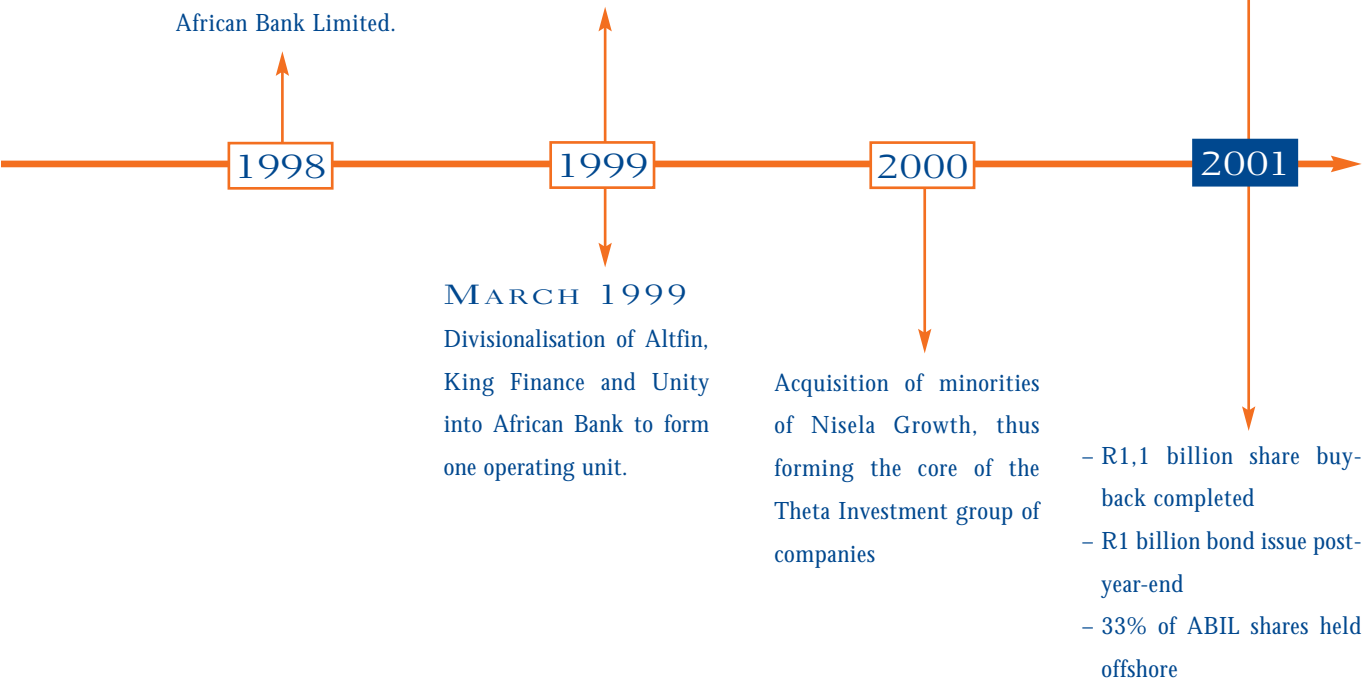 African Bank Limited.
1998
1999
2000
2001
MARCH 1999
Divisionalisation of Altfin,
King Finance and Unity
into African Bank to form
one operating unit.
Acquisition of minorities
of Nisela Growth, thus
forming the core of the
Theta Investment group of
companies
– R1,1 billion share buy-
back completed
– R1 billion bond issue post-
year-end
– 33% of ABIL shares held
offshore